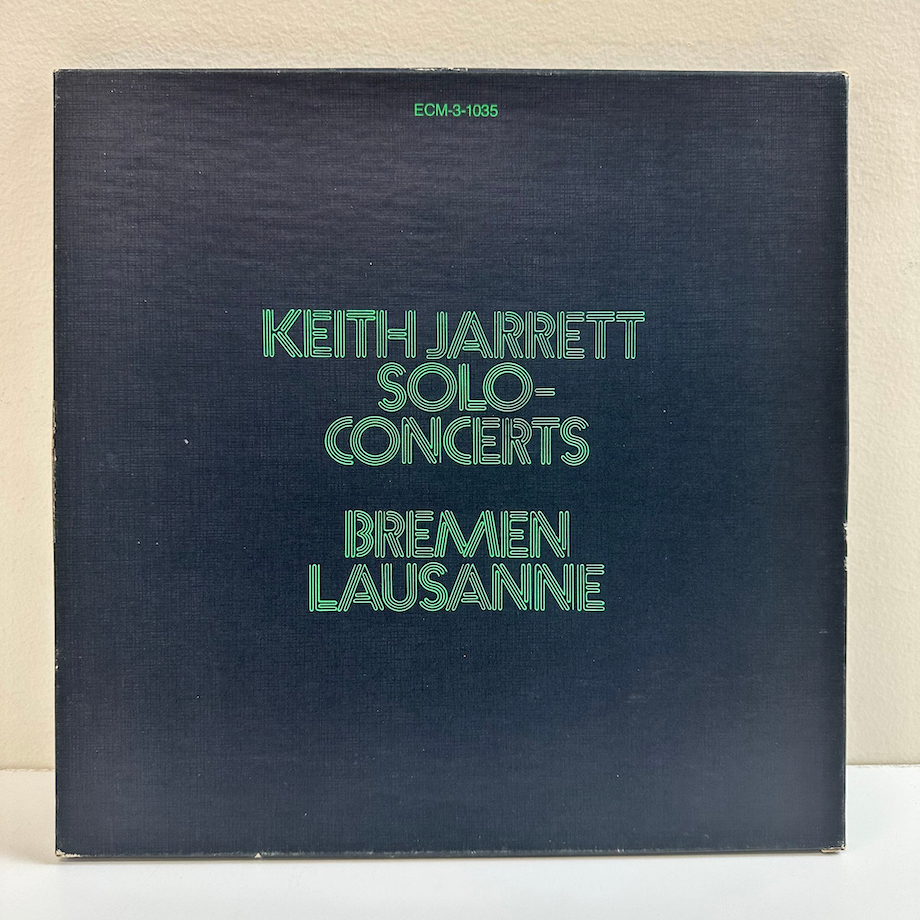 ECM-3-1035
KEITH JARRETT
SOLO-
CONCERTS
BREMEN
LAUSANNE